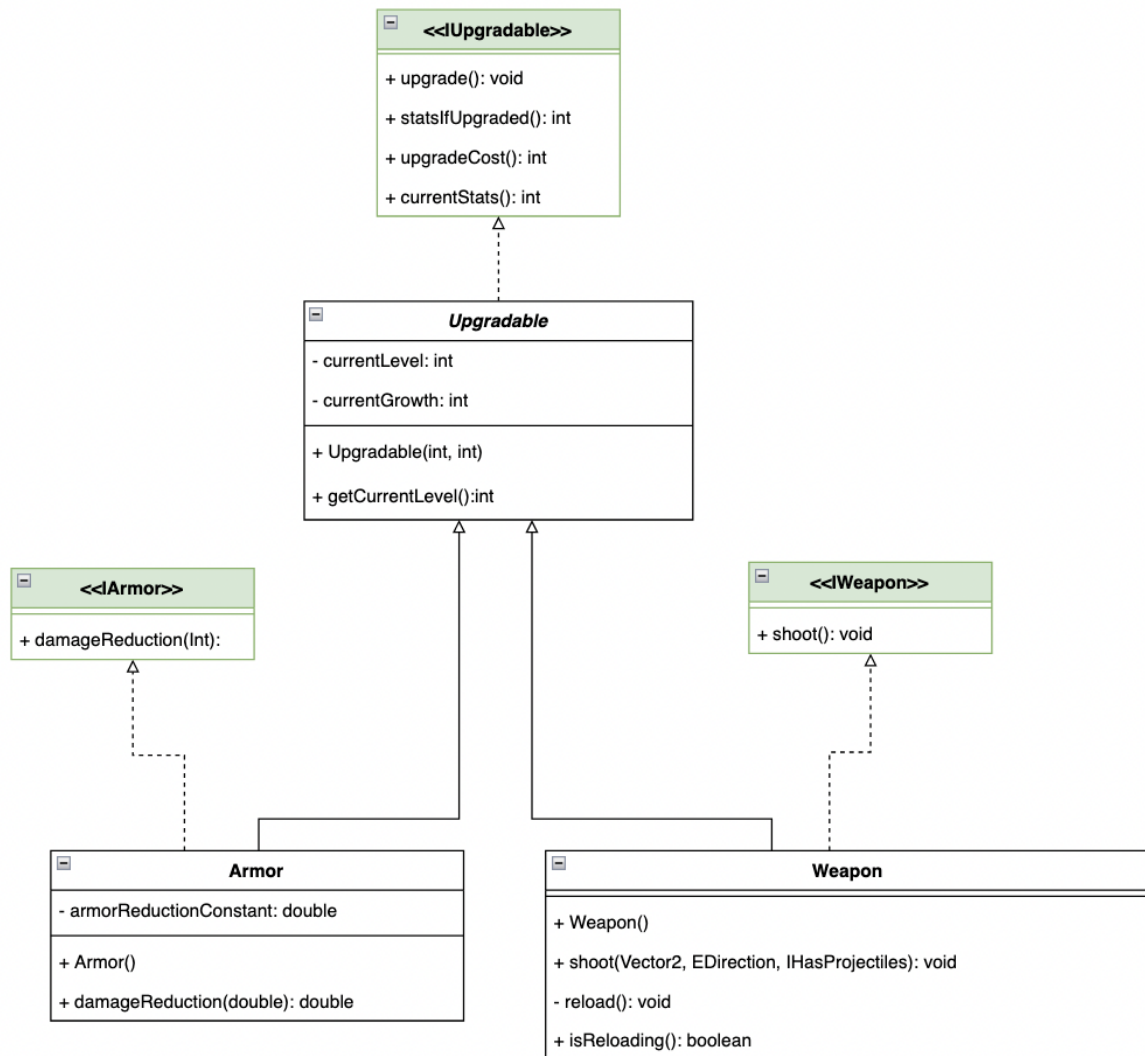 <<IUpgradable>>
+ upgrade(): void
+ statsIfUpgraded(): int
+ upgradeCost(): int
+ currentStats(): int
Upgradable
- currentLevel: int
- currentGrowth: int
+ Upgradable(int, int)
+ getCurrentLevel():int
<<IArmor>>
+ damageReduction(Int):
<<IWeapon>>
+ shoot(): void
Armor
- armorReductionConstant: double
+ Armor()
+ damageReduction(double): double
Weapon
+ Weapon()
+ shoot(Vector2, EDirection, IHasProjectiles): void
- reload(): void
+ isReloading(): boolean